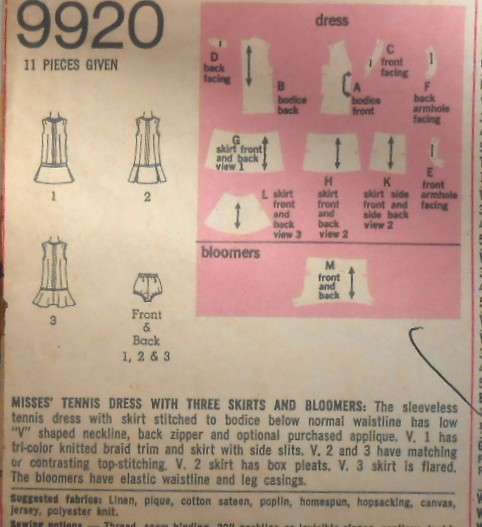 9920
11 PIECES GIVEN
dress
D
back
facing
B
bodice
back
A
bodice
front
C
front
facing
F
back
armhole
facing
G
skirt front
and back
view 1
H
skirt
front
and
back
view 2
K
skirt side
front and
side back
view 2
E
front
armhole
facing
L skirt
front
and
back
view 3
bloomers
M
front
and
back
1
2
3
Front
&
Back
1, 2 & 3
MISSES' TENNIS DRESS WITH THREE SKIRTS AND BLOOMERS: The sleeveless
tennis dress with skirt stitched to bodice below normal waistline has low
"V" shaped neckline, back zipper and optional purchased applique. V. 1 has
tri-color knitted braid trim and skirt with side slits. V. 2 and 3 have matching
or contrasting top-stitching. V. 2 skirt has box pleats. V. 3 skirt is flared.
The bloomers have elastic waistline and leg casings.
Suggested fabrics: Linen, pique, cotton sateen, poplin, homespun, hopsacking, canvas,
jersey, polyester knit.